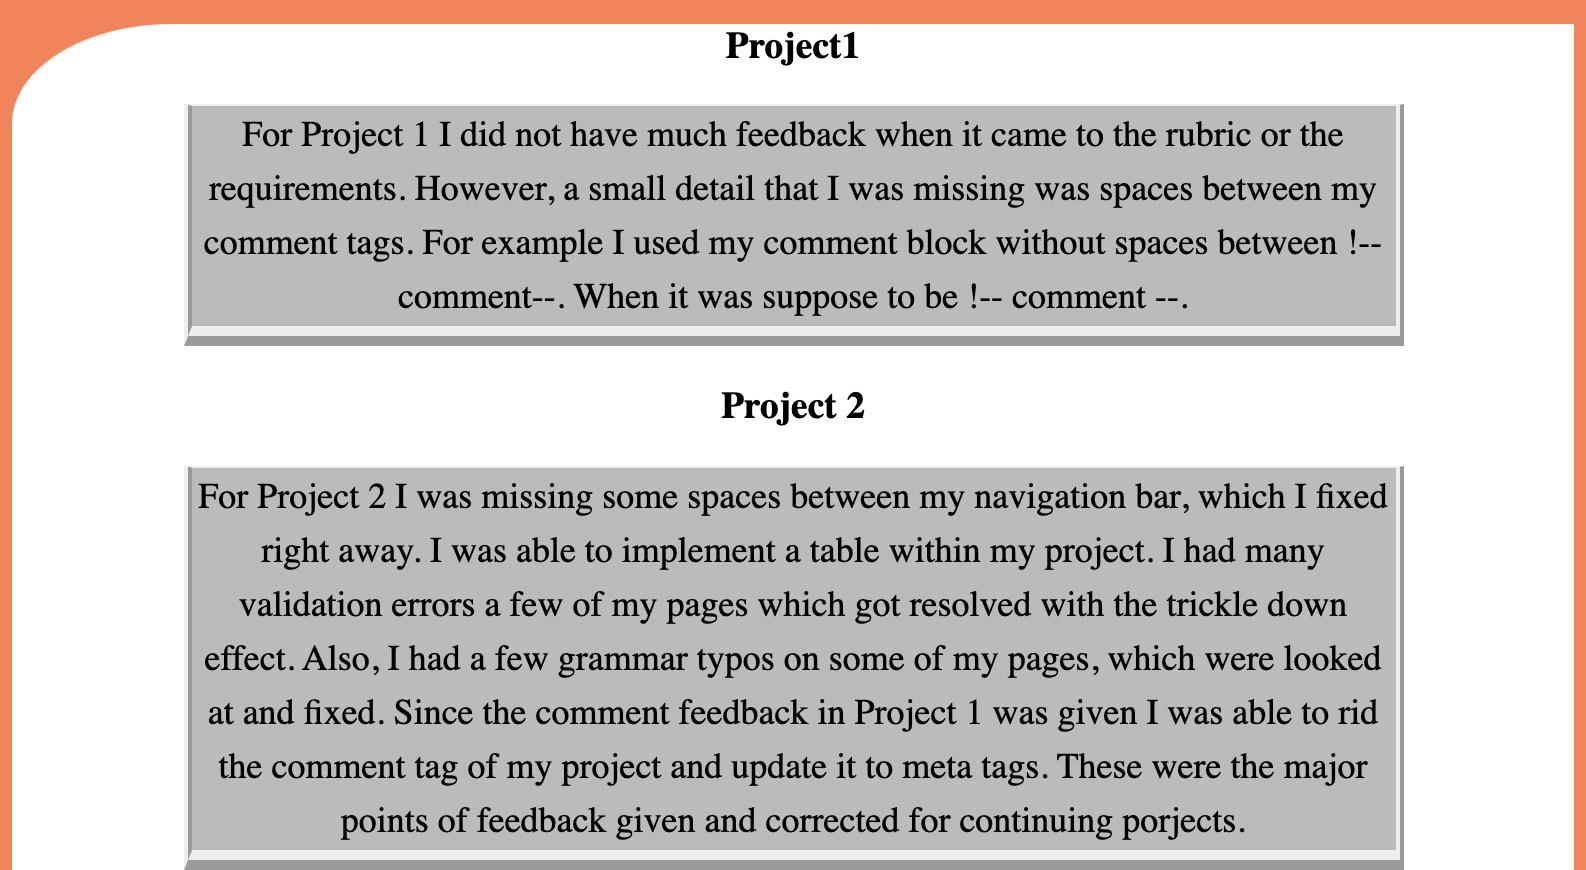 Project1
For Project 1 I did not have much feedback when it came to the rubric or the
requirements. However, a small detail that I was missing was spaces between my
comment tags. For example I used my comment block without spaces between !--
comment--. When it was suppose to be !-- comment --.
Project 2
For Project 2 I was missing some spaces between my navigation bar, which I fixed
right away. I was able to implement a table within my project. I had many
validation errors a few of my pages which got resolved with the trickle down
effect. Also, I had a few grammar typos on some of my pages, which were looked
at and fixed. Since the comment feedback in Project 1 was given I was able to rid
the comment tag of my project and update it to meta tags. These were the major
points of feedback given and corrected for continuing porjects.